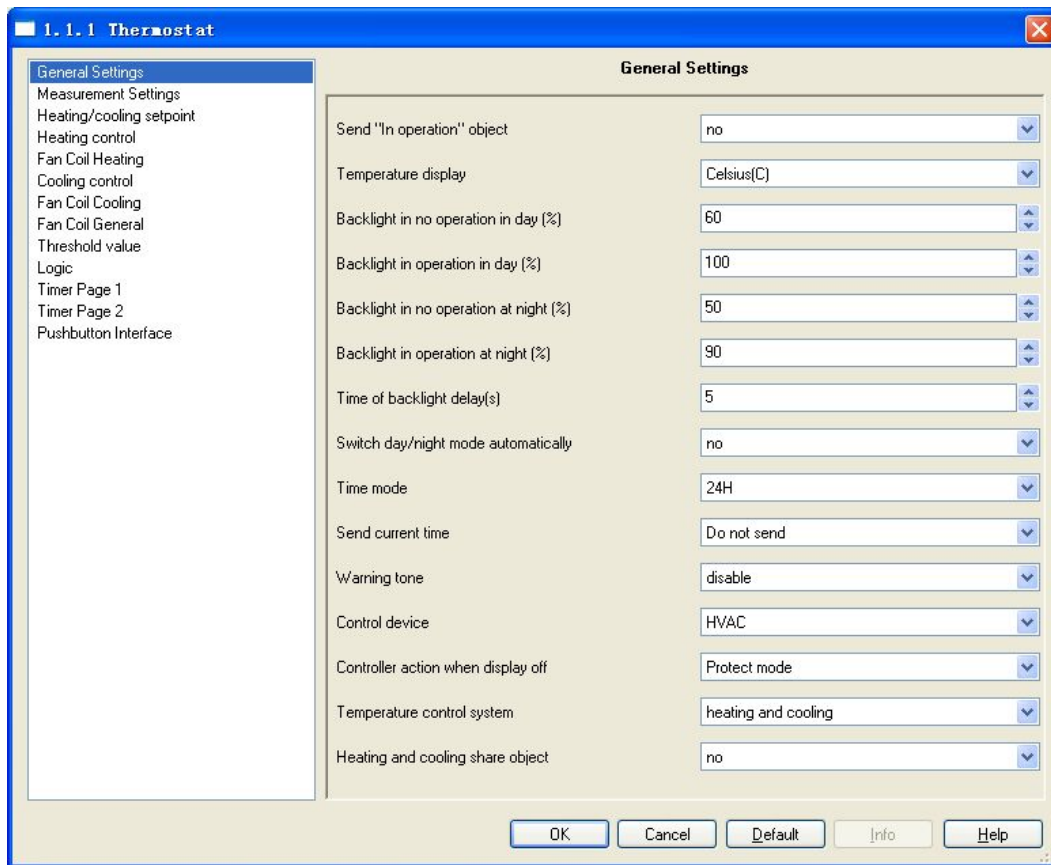 1.1.1 Thermostat
General Settings
Measurement Settings
Heating/cooling setpoint
Heating control
Fan Coil Heating
Cooling control
Fan Coil Cooling
Fan Coil General
Threshold value
Logic
Timer Page 1
Timer Page 2
Pushbutton Interface
General Settings
Send "In operation" object no
Temperature display Celsius(C)
Backlight in no operation in day (%) 60
Backlight in operation in day (%) 100
Backlight in no operation at night (%) 50
Backlight in operation at night (%) 90
Time of backlight delay(s) 5
Switch day/night mode automatically no
Time mode 24H
Send current time Do not send
Warning tone disable
Control device HVAC
Controller action when display off Protect mode
Temperature control system heating and cooling
Heating and cooling share object no
OK Cancel Default Info Help